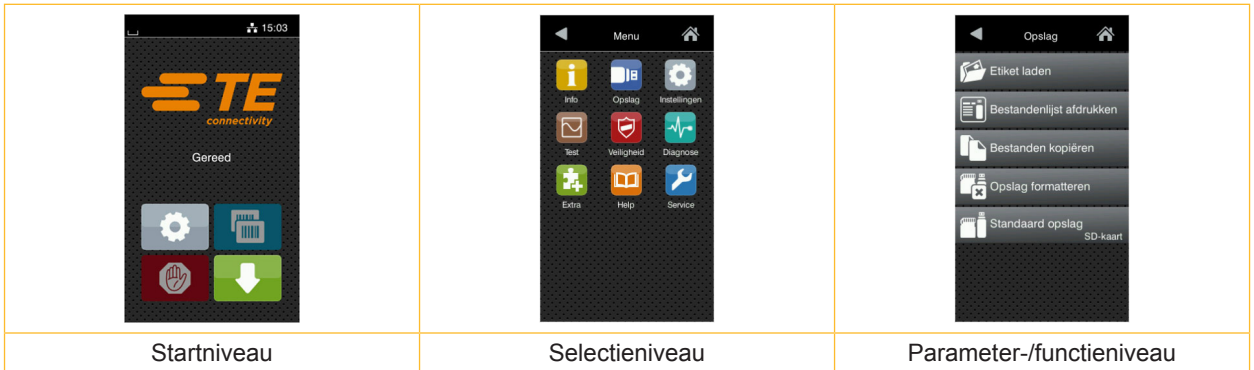 15:03
TE
connectivity
Gereed
Startniveau
Menu
Info Opslag Instellingen
Test Veiligheid Diagnose
Extra Help Service
Selectieniveau
Opslag
Etiket laden
Bestandenlijst afdrukken
Bestanden kopiëren
Opslag formatteren
Standaard opslag
SD-kaart
Parameter-/functieniveau